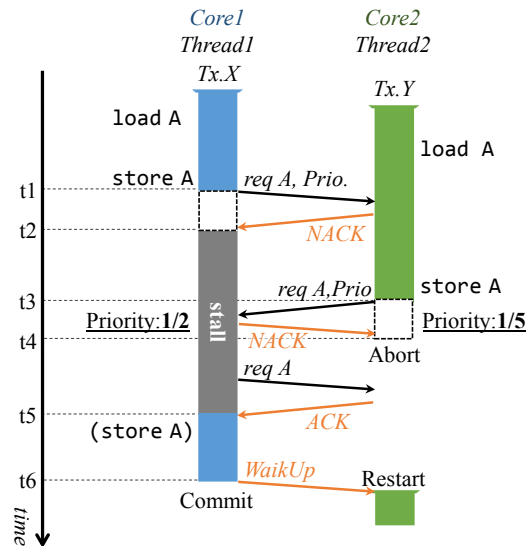 Core1 Core2
Thread1 Thread2
Tx.X Tx.Y
load A
load A
store A req A, Prio.
t1
t2 NACK
req A,Prio store A
t3
Priority:1/2 stall Priority:1/5
NACK
t4 Abort
req A
ACK
t5
(store A)
WaikUp
t6 Restart
Commit
time